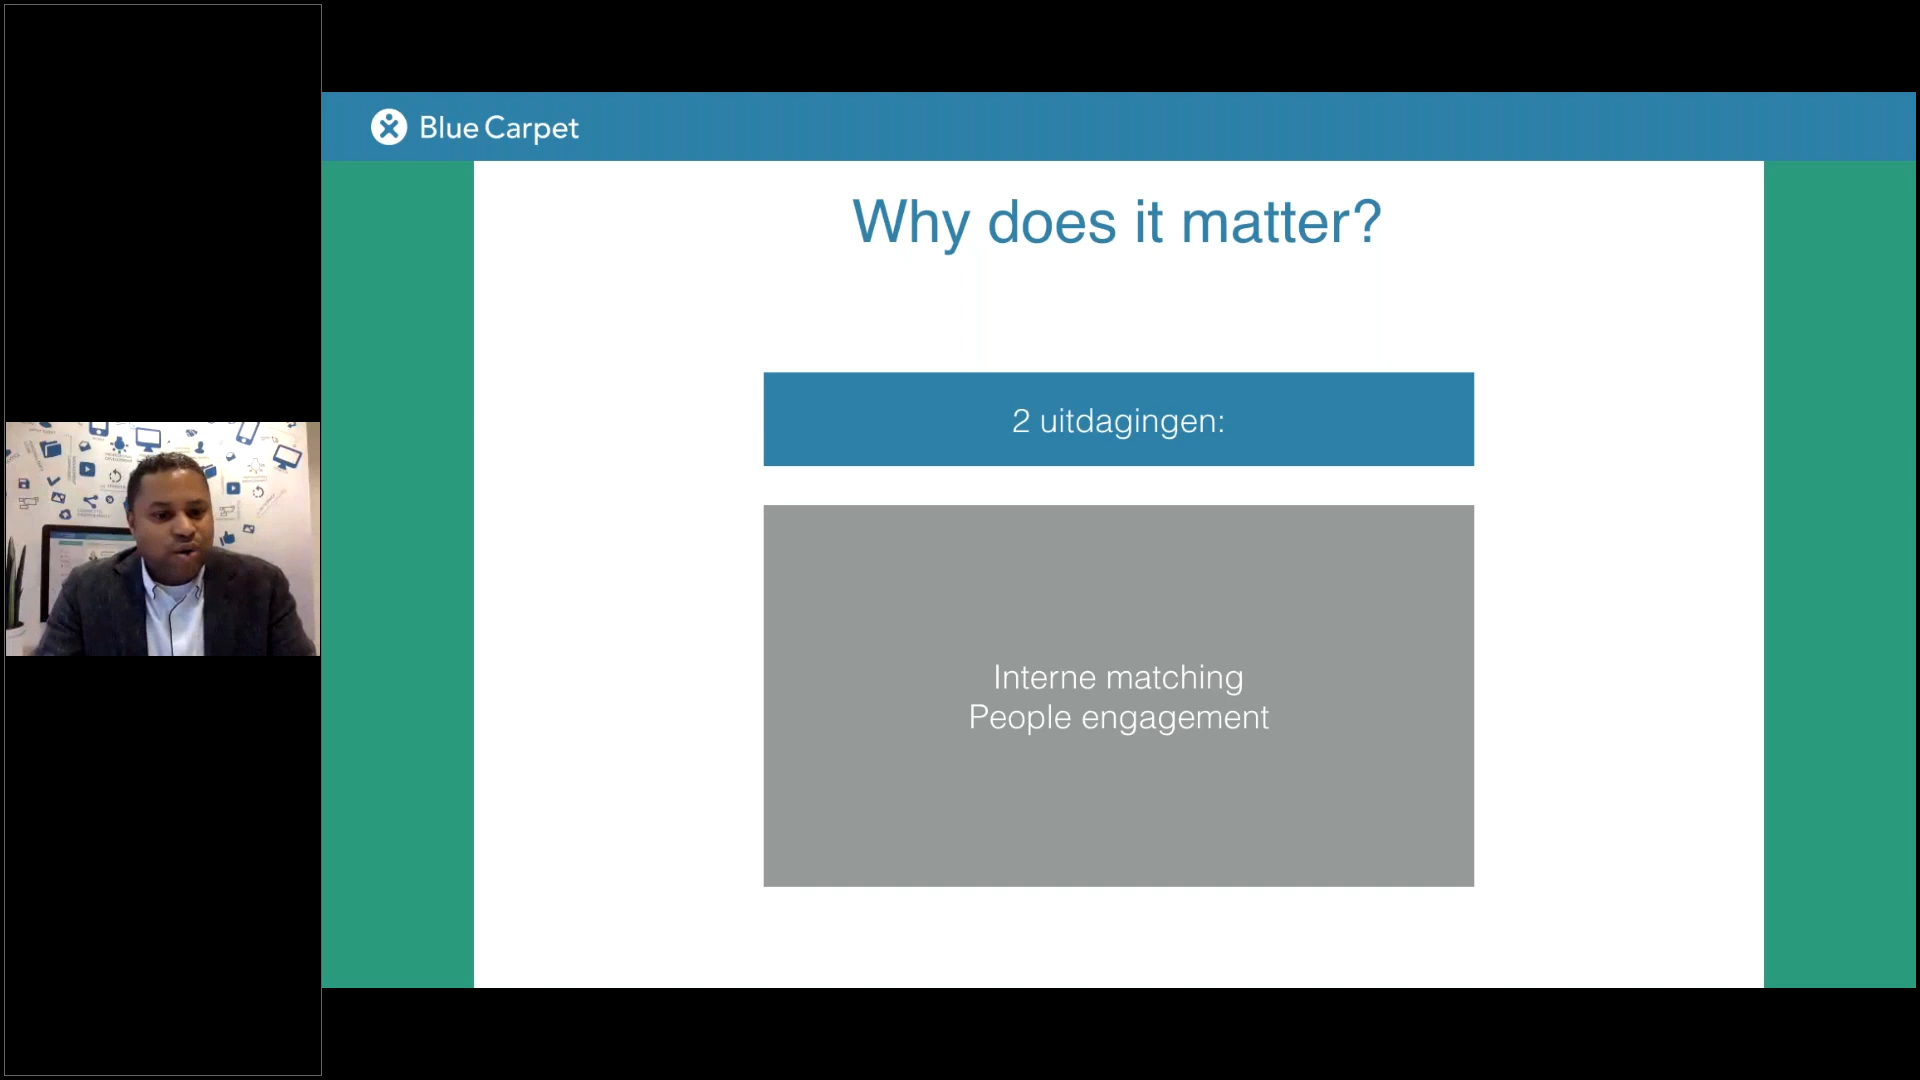 Blue Carpet
Why does it matter?
2 uitdagingen:
Interne matching
People engagement